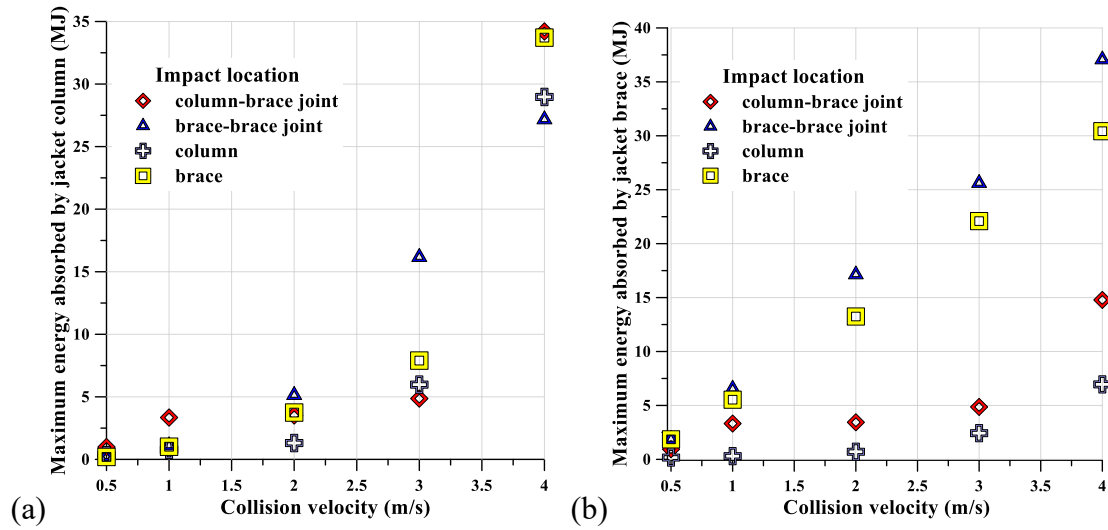 Maximum energy absorbed by jacket column (MJ)
35
30
25
20
15
10
5
0
Impact location
column-brace joint
brace-brace joint
column
brace
0.5 1 1.5 2 2.5 3 3.5 4
Collision velocity (m/s)
(a)
Maximum energy absorbed by jacket brace (MJ)
40
35
30
25
20
15
10
5
0
Impact location
column-brace joint
brace-brace joint
column
brace
0.5 1 1.5 2 2.5 3 3.5 4
Collision velocity (m/s)
(b)